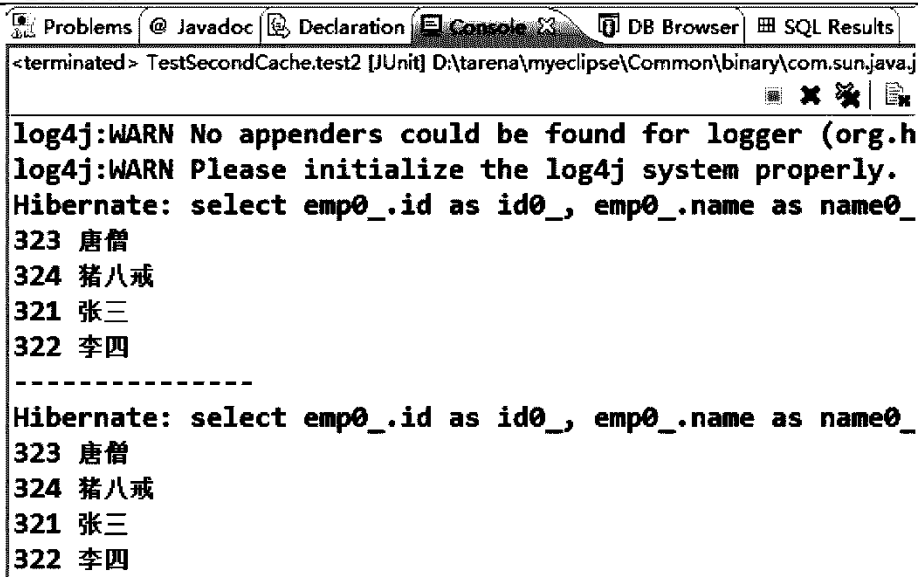 Problems @ Javadoc Declaration Console DB Browser SQL Results
<terminated> TestSecondCache.test2 [JUnit] D:\tarena\myeclipse\Common\binary\com.sun.java.j
log4j:WARN No appenders could be found for logger (org.h
log4j:WARN Please initialize the log4j system properly.
Hibernate: select emp0_.id as id0_, emp0_.name as name0_
323 唐僧
324 猪八戒
321 张三
322 李四
---------------
Hibernate: select emp0_.id as id0_, emp0_.name as name0_
323 唐僧
324 猪八戒
321 张三
322 李四